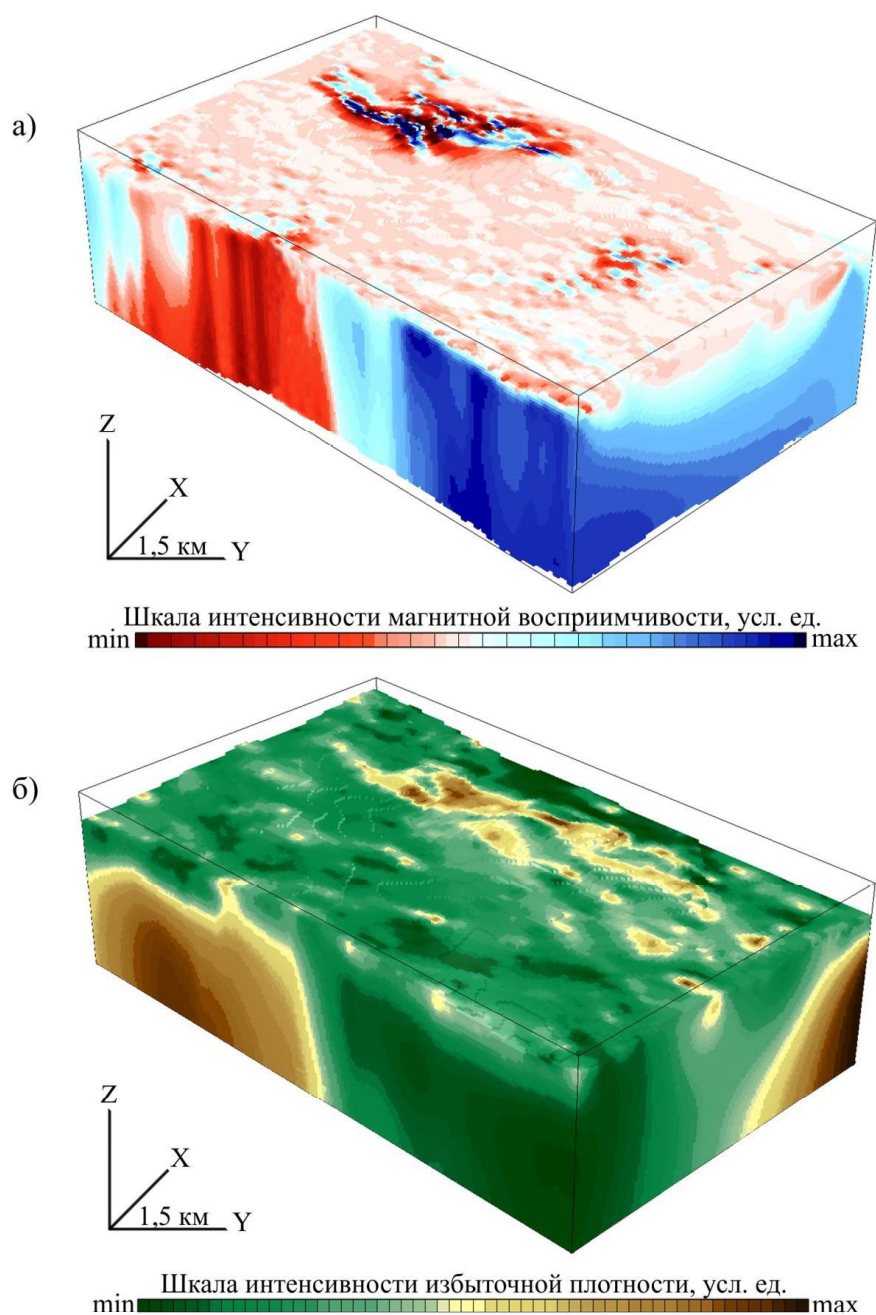 а)
Z
X
1,5 км Y
Шкала интенсивности магнитной восприимчивости, усл. ед.
min max
б)
Z
X
1,5 км Y
Шкала интенсивности избыточной плотности, усл. ед.
min max